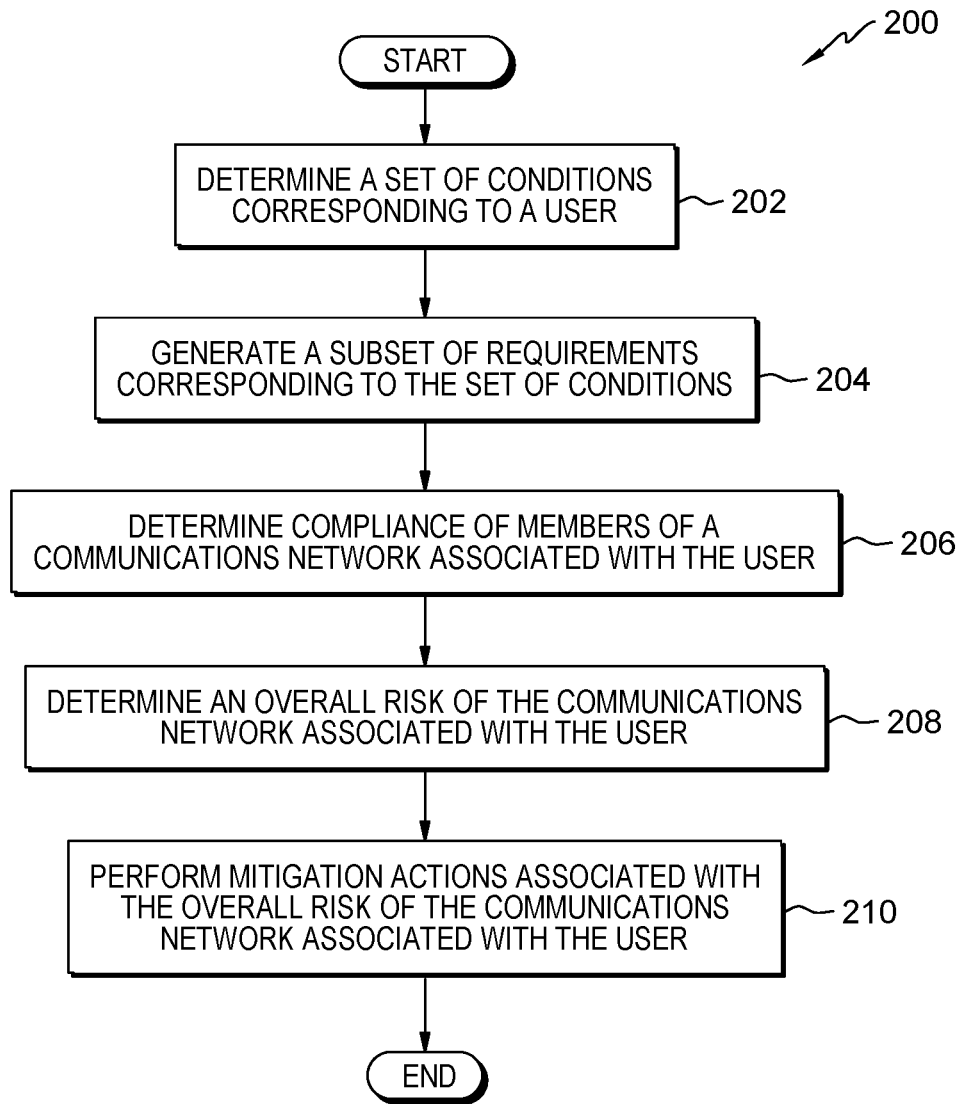 200
START
DETERMINE A SET OF CONDITIONS
CORRESPONDING TO A USER
202
GENERATE A SUBSET OF REQUIREMENTS
CORRESPONDING TO THE SET OF CONDITIONS
204
DETERMINE COMPLIANCE OF MEMBERS OF A
COMMUNICATIONS NETWORK ASSOCIATED WITH THE USER
206
DETERMINE AN OVERALL RISK OF THE COMMUNICATIONS
NETWORK ASSOCIATED WITH THE USER
208
PERFORM MITIGATION ACTIONS ASSOCIATED WITH
THE OVERALL RISK OF THE COMMUNICATIONS
NETWORK ASSOCIATED WITH THE USER
210
END